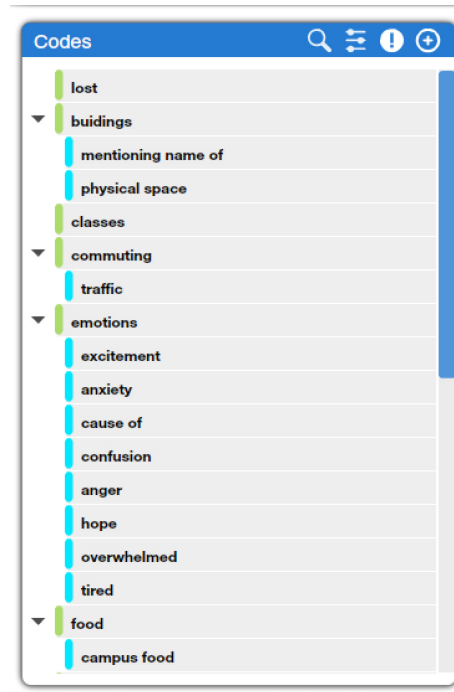 Codes
lost
buidings
mentioning name of
physical space
classes
commuting
traffic
emotions
excitement
anxiety
cause of
confusion
anger
hope
overwhelmed
tired
food
campus food